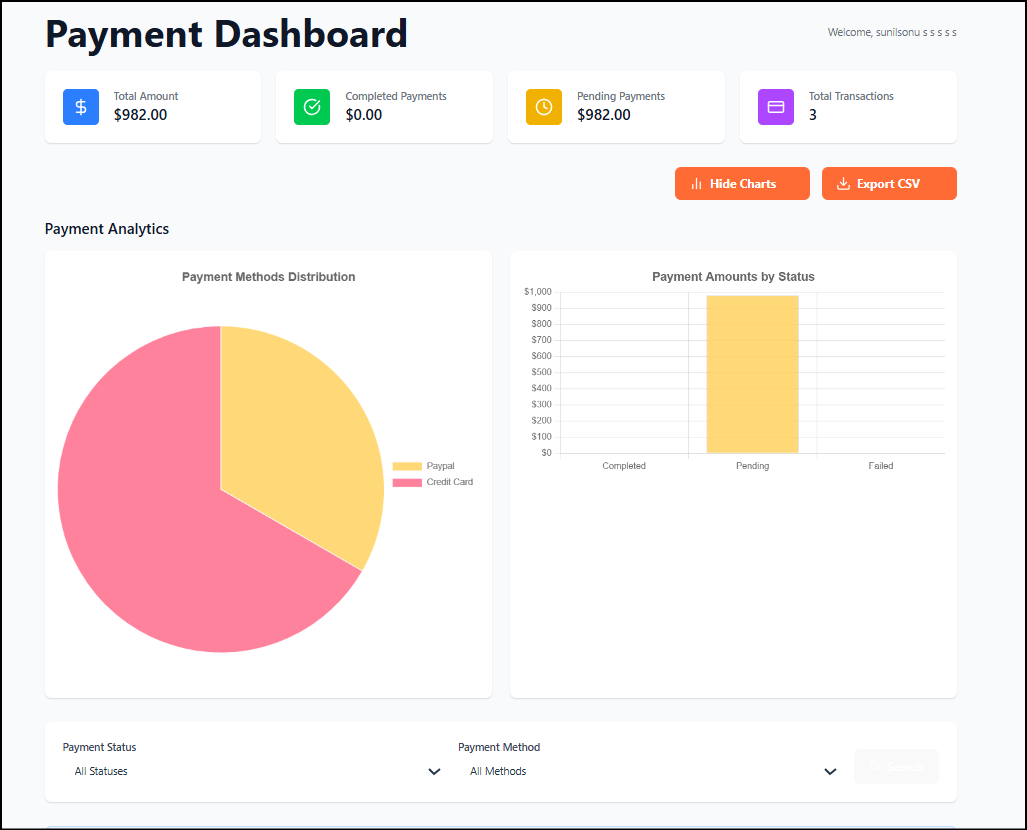 Payment Dashboard
Welcome, sunilsonu s s s s s
Total Amount
$982.00
Completed Payments
$0.00
Pending Payments
$982.00
Total Transactions
3
Hide Charts
Export CSV
Payment Analytics
Payment Methods Distribution
Paypal
Credit Card
Payment Amounts by Status
$1,000
$900
$800
$700
$600
$500
$400
$300
$200
$100
$0
Completed
Pending
Failed
Payment Status
All Statuses
Payment Method
All Methods
Search